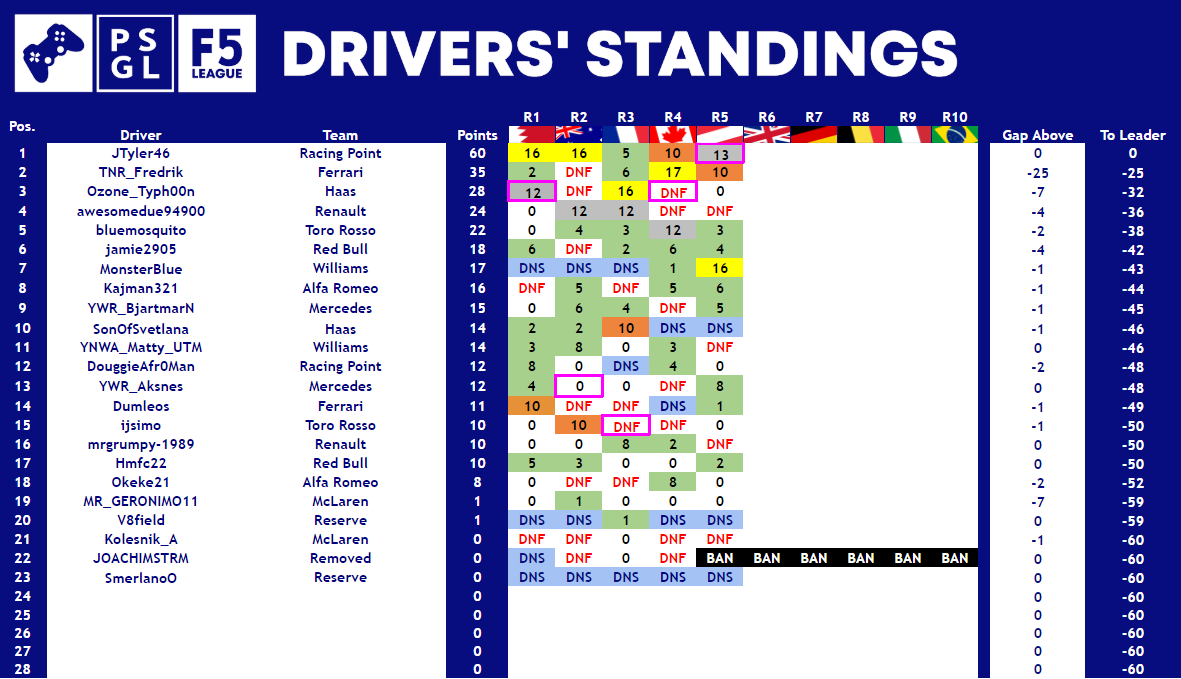 PS GL F5 LEAGUE DRIVERS' STANDINGS
R1 R2 R3 R4 R5 R6 R7 R8 R9 R10
Pos. Driver Team Points Gap Above To Leader
1 JTyler46 Racing Point 60 16 16 5 10 13 0 0
2 TNR_Fredrik Ferrari 35 2 DNF 6 17 10 -25 -25
3 Ozone_Typh00n Haas 28 12 DNF 16 DNF 0 -7 -32
4 awesomedue94900 Renault 24 0 12 12 DNF DNF -4 -36
5 bluemosquito Toro Rosso 22 0 4 3 12 3 -2 -38
6 jamie2905 Red Bull 18 6 DNF 2 6 4 -4 -42
7 MonsterBlue Williams 17 DNS DNS DNS 1 16 -1 -43
8 Kajman321 Alfa Romeo 16 DNF 5 DNF 5 6 -1 -44
9 YWR_BjartmarN Mercedes 15 0 6 4 DNF 5 -1 -45
10 SonOfSvetlana Haas 14 2 2 10 DNS DNS -1 -46
11 YNWA_Matty_UTM Williams 14 3 8 0 3 DNF 0 -46
12 DouggieAfr0Man Racing Point 12 8 0 DNS 4 0 -2 -48
13 YWR_Aksnes Mercedes 12 4 0 0 DNF 8 0 -48
14 Dumleos Ferrari 11 10 DNF DNF DNS 1 -1 -49
15 ijsimo Toro Rosso 10 0 10 DNF DNF 0 -1 -50
16 mrgrumpy-1989 Renault 10 0 0 8 2 DNF 0 -50
17 Hmfc22 Red Bull 10 5 3 0 0 2 0 -50
18 Okeke21 Alfa Romeo 8 0 DNF DNF 8 0 -2 -52
19 MR_GERONIMO11 McLaren 1 0 1 0 0 0 -7 -59
20 V8field Reserve 1 DNS DNS 1 DNS DNS 0 -59
21 Kolesnik_A McLaren 0 DNF DNF 0 DNF DNF -1 -60
22 JOACHIMSTRM Removed 0 DNS DNF 0 DNF BAN BAN BAN BAN BAN BAN 0 -60
23 SmerlanoO Reserve 0 DNS DNS DNS DNS DNS 0 -60
24 0 0 -60
25 0 0 -60
26 0 0 -60
27 0 0 -60
28 0 0 -60